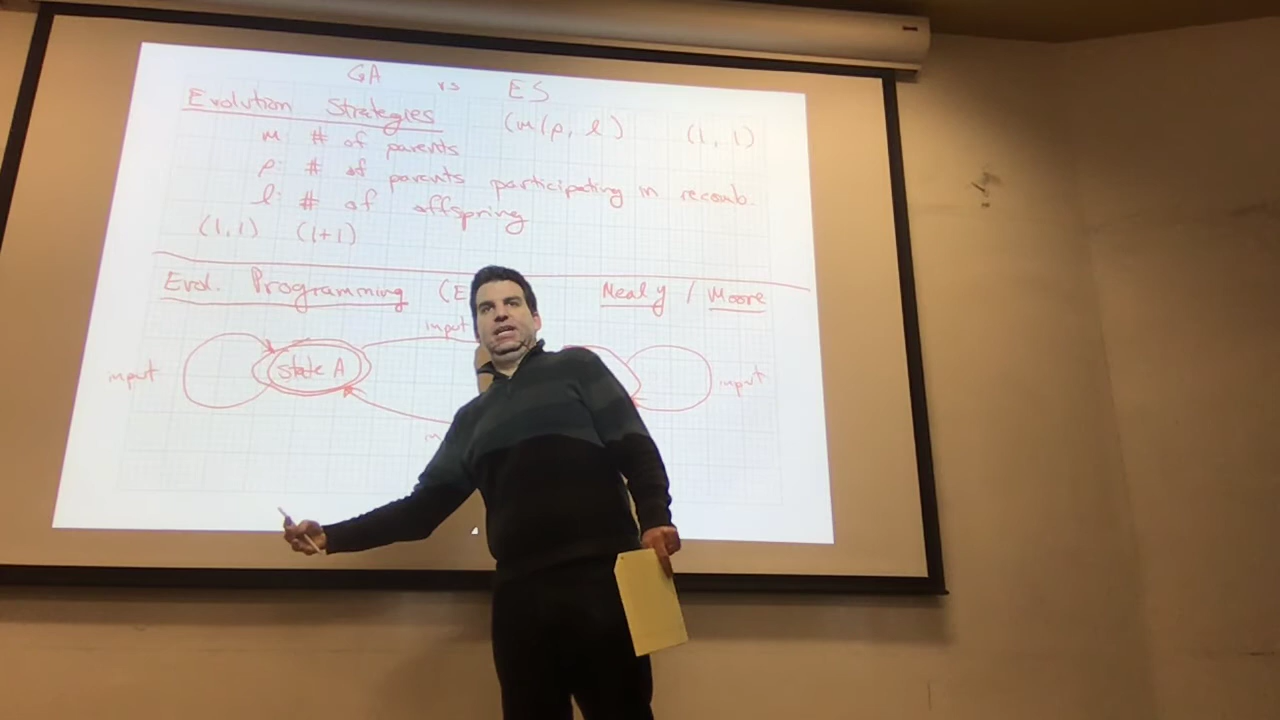 GA vs ES
Evolution Strategies (m/ρ, l) (1, 1)
m: # of parents
ρ: # of parents participating in recomb.
l: # of offspring
(1,1) (1+1)
Evol. Programming (E Mealy / Moore
input
input State A input